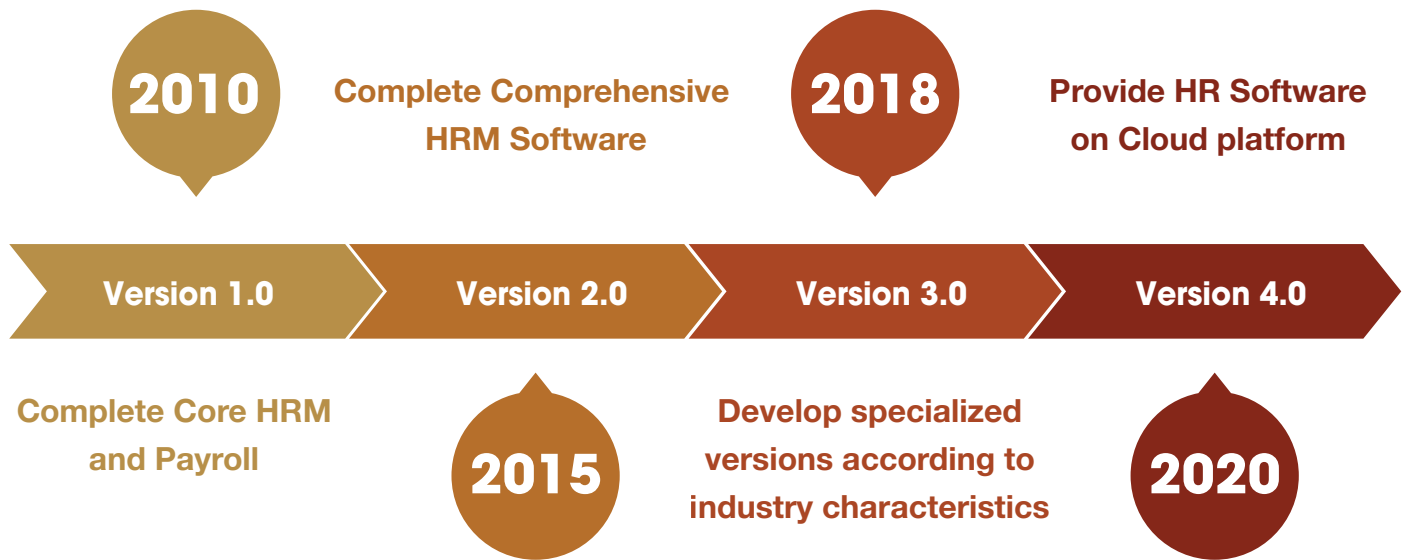 2010
Complete Comprehensive
HRM Software
2018
Provide HR Software
on Cloud platform
Version 1.0
Version 2.0
Version 3.0
Version 4.0
Complete Core HRM
and Payroll
2015
Develop specialized
versions according to
industry characteristics
2020